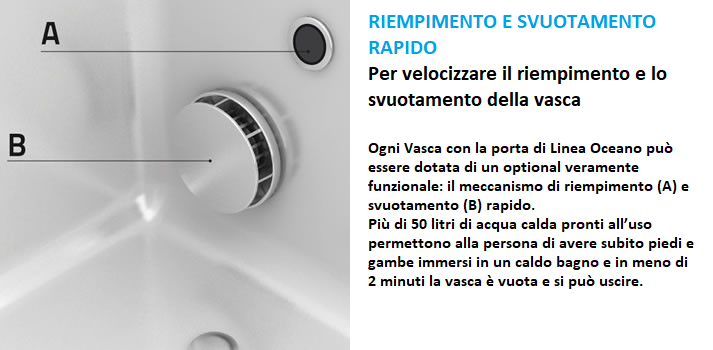 A
B
RIEMPIMENTO E SVUOTAMENTO
RAPIDO
Per velocizzare il riempimento e lo
svuotamento della vasca
Ogni Vasca con la porta di Linea Oceano può
essere dotata di un optional veramente
funzionale: il meccanismo di riempimento (A) e
svuotamento (B) rapido.
Più di 50 litri di acqua calda pronti all’uso
permettono alla persona di avere subito piedi e
gambe immersi in un caldo bagno e in meno di
2 minuti la vasca è vuota e si può uscire.